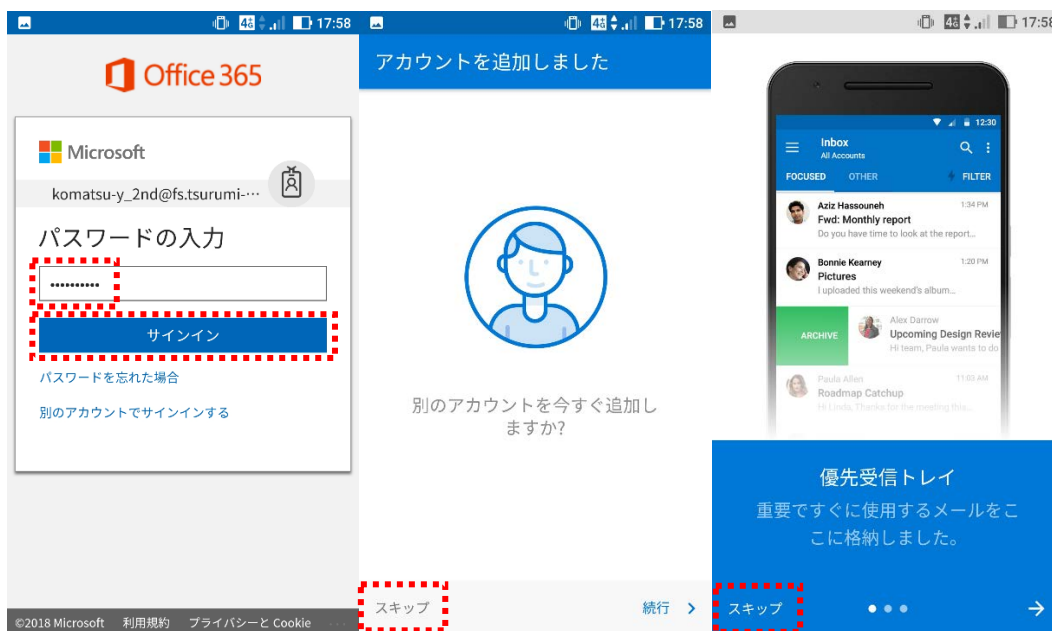 17:58
Office 365
Microsoft
komatsu-y_2nd@fs.tsurumi-…
パスワードの入力
••••••••••
サインイン
パスワードを忘れた場合
別のアカウントでサインインする
©2018 Microsoft 利用規約 プライバシーと Cookie …
17:58
アカウントを追加しました
別のアカウントを今すぐ追加し
ますか?
スキップ
続行
17:58
12:30
Inbox
All Accounts
FOCUSED OTHER FILTER
Aziz Hassouneh 1:34 PM
Fwd: Monthly report
Do you have time to look at the report...
Bonnie Kearney 1:20 PM
Pictures
I uploaded this weekend's album...
ARCHIVE
Alex Darrow
Upcoming Design Revie
Hi team, Paula wants to do
Paula Allen 11:03 AM
Roadmap Catchup
Hi Linda, Thanks for the meeting this...
優先受信トレイ
重要ですぐに使用するメールをこ
こに格納しました。
スキップ